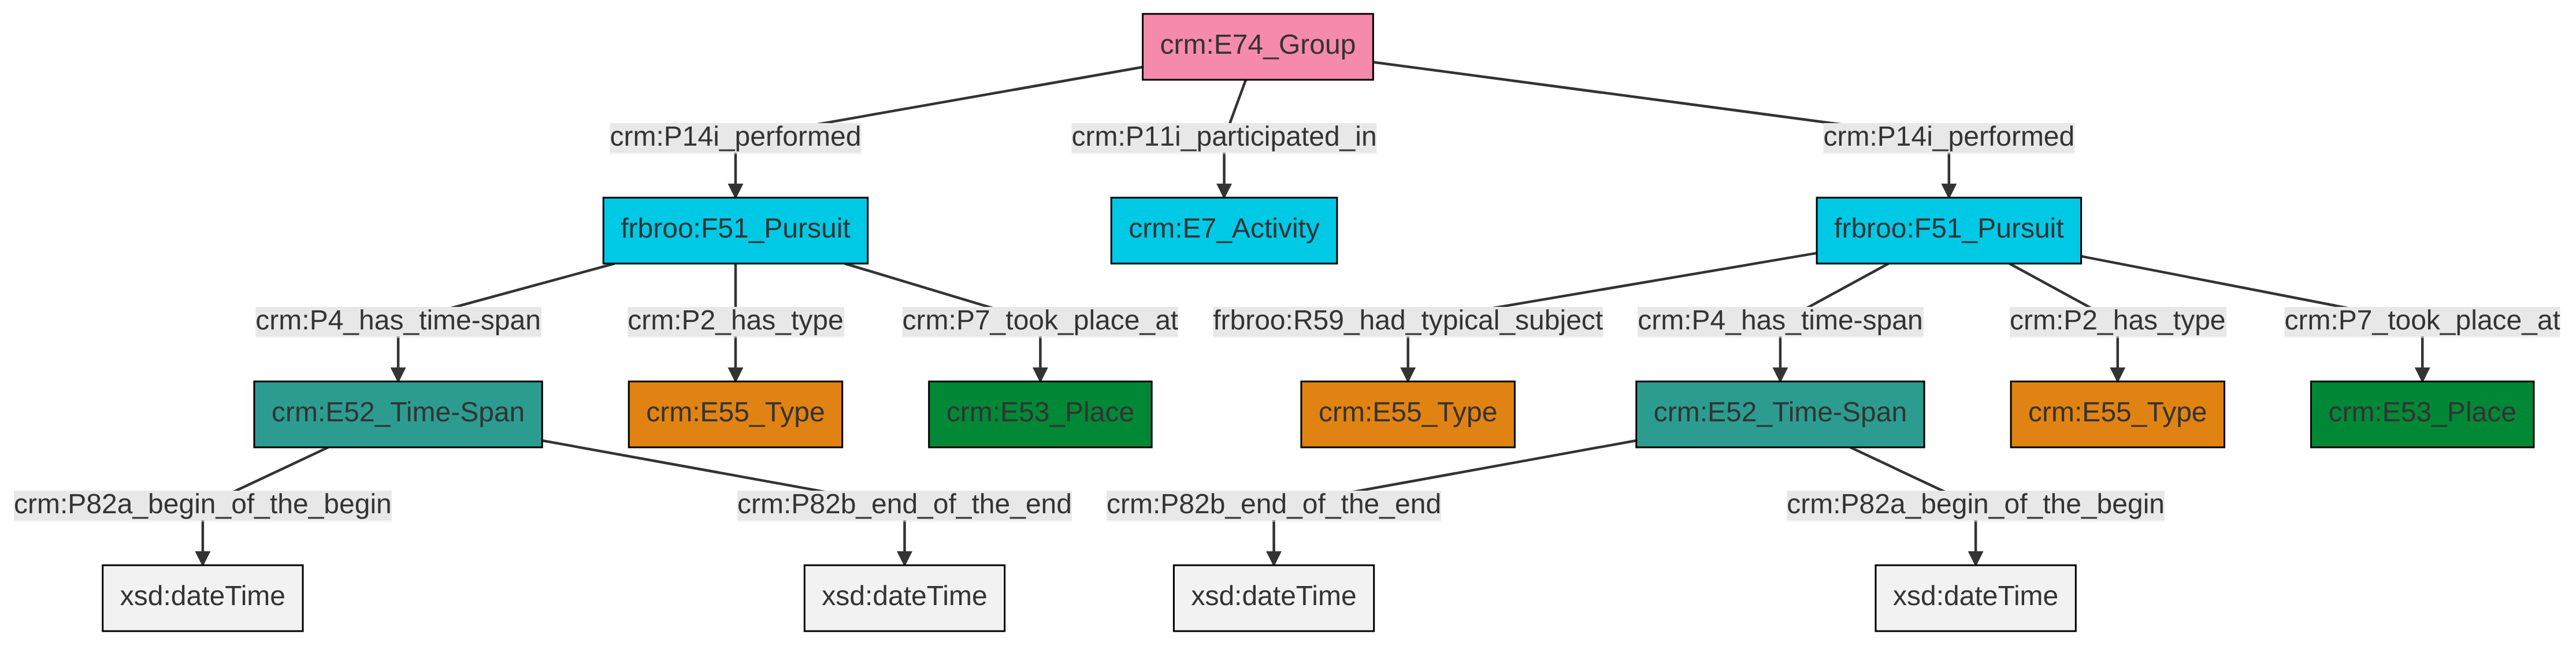 crm:E74_Group
crm:P14i_performed
crm:P11i_participated_in
crm:P14i_performed
frbroo:F51_Pursuit
crm:E7_Activity
frbroo:F51_Pursuit
crm:P4_has_time-span
crm:P2_has_type
crm:P7_took_place_at
frbroo:R59_had_typical_subject
crm:P4_has_time-span
crm:P2_has_type
crm:P7_took_place_at
crm:E52_Time-Span
crm:E55_Type
crm:E53_Place
crm:E55_Type
crm:E52_Time-Span
crm:E55_Type
crm:E53_Place
crm:P82a_begin_of_the_begin
crm:P82b_end_of_the_end
crm:P82b_end_of_the_end
crm:P82a_begin_of_the_begin
xsd:dateTime
xsd:dateTime
xsd:dateTime
xsd:dateTime